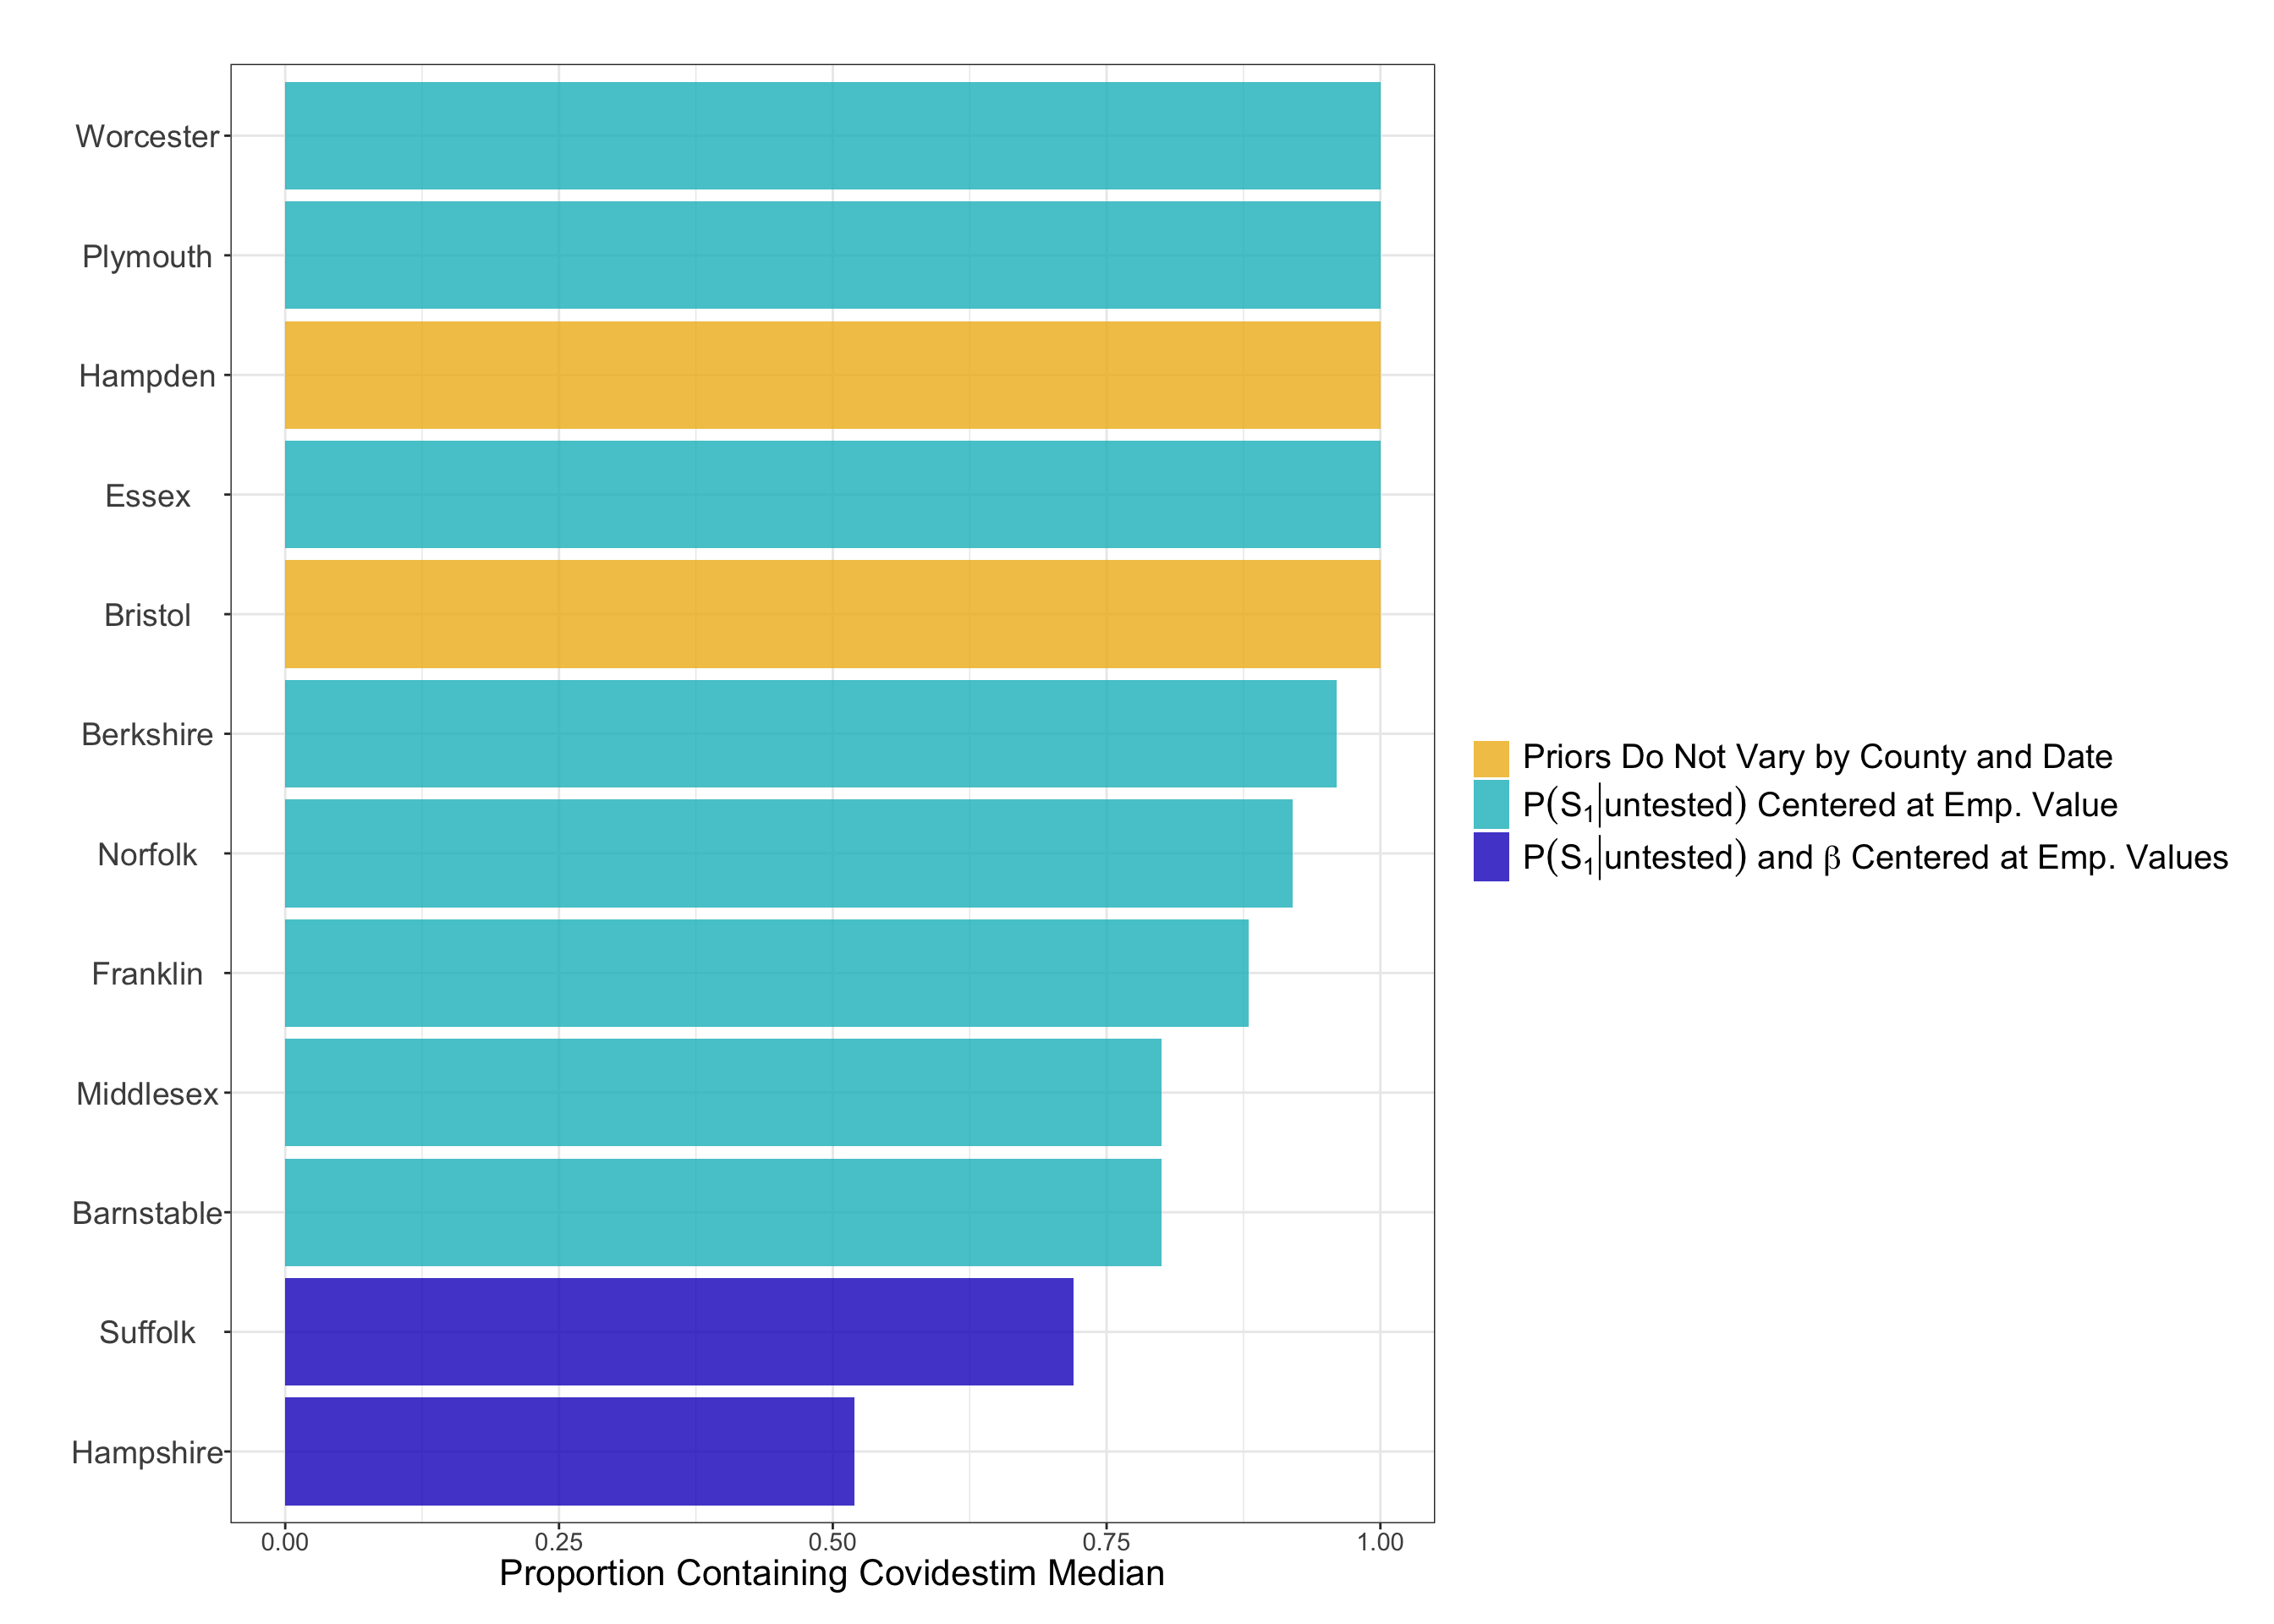 Worcester
Plymouth
Hampden
Essex
Bristol
Berkshire
Norfolk
Franklin
Middlesex
Barnstable
Suffolk
Hampshire
0.00 0.25 0.50 0.75 1.00
Proportion Containing Covidestim Median
Priors Do Not Vary by County and Date
P(S₁|untested) Centered at Emp. Value
P(S₁|untested) and β Centered at Emp. Values